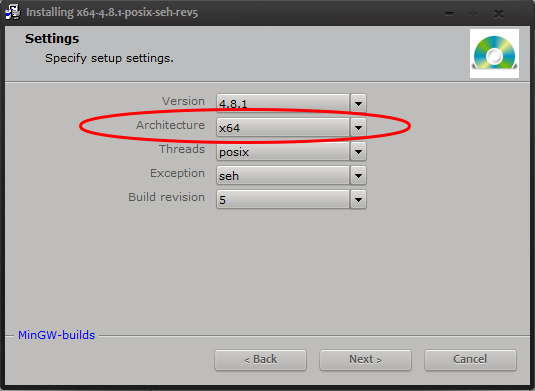 Installing x64-4.8.1-posix-seh-rev5
Settings
Specify setup settings.
Version 4.8.1
Architecture x64
Threads posix
Exception seh
Build revision 5
MinGW-builds
< Back Next > Cancel